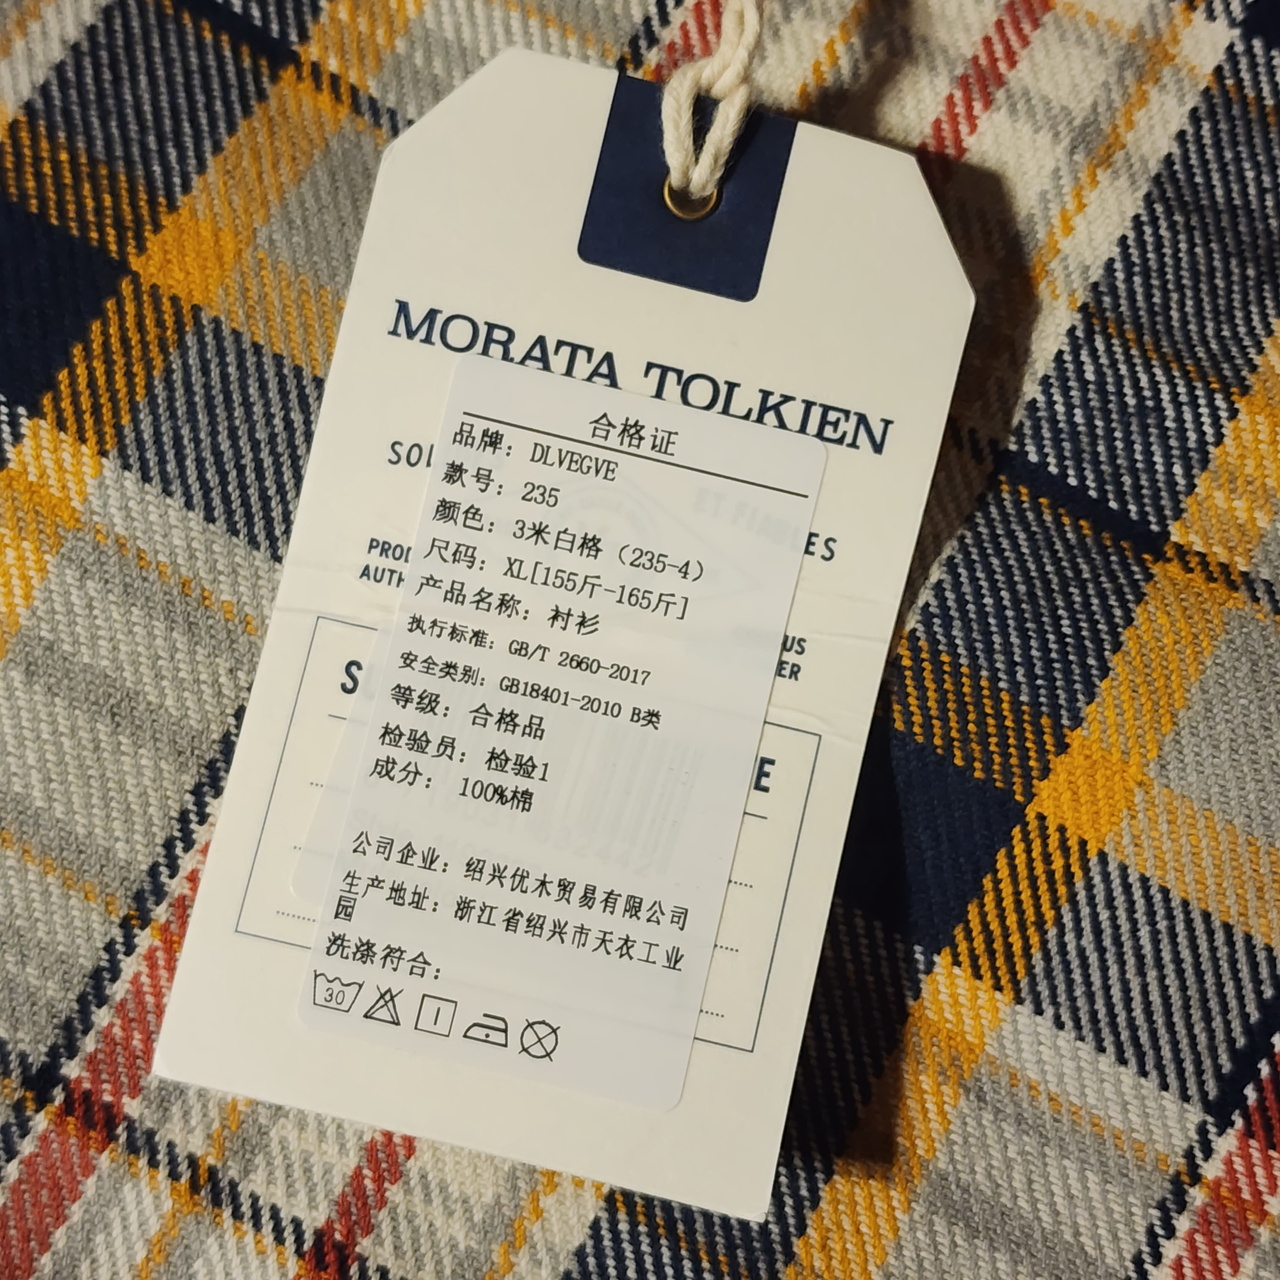 MORATA TOLKIEN
合格证
品牌：DLVEGVE
款号：235
颜色：3米白格（235-4）
尺码：XL[155斤-165斤]
产品名称：衬衫
执行标准：GB/T 2660-2017
安全类别：GB18401-2010 B类
等级：合格品
检验员：检验1
成分： 100%棉
公司企业：绍兴优木贸易有限公司
生产地址：浙江省绍兴市天衣工业
园
洗涤符合：
30